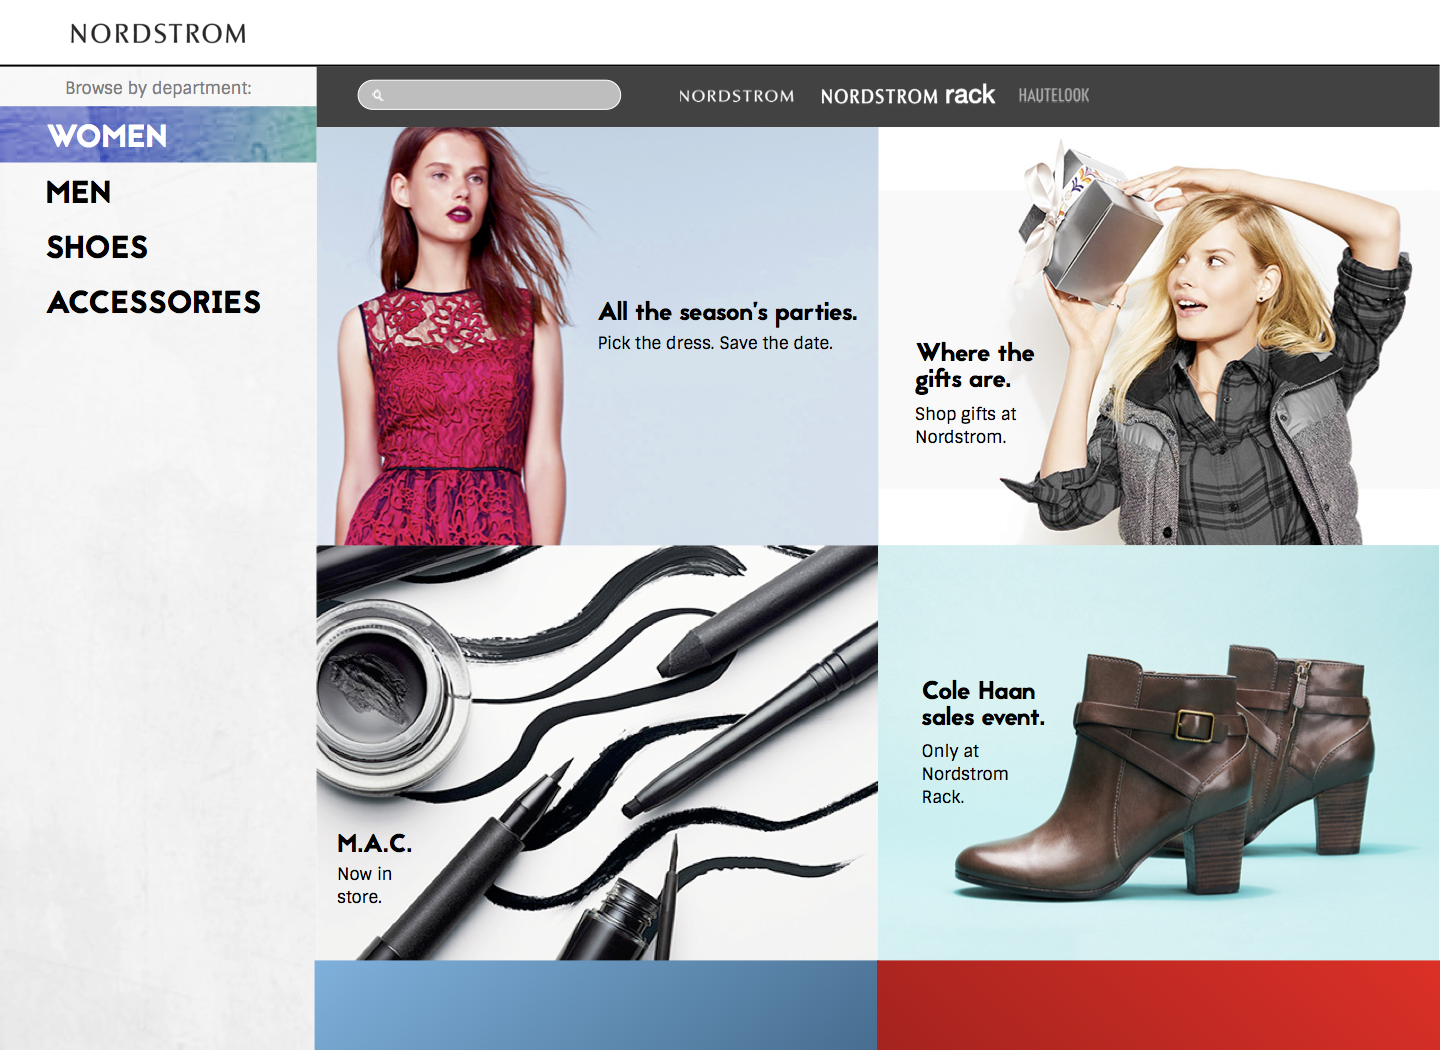 NORDSTROM
Browse by department:
WOMEN
MEN
SHOES
ACCESSORIES
NORDSTROM
NORDSTROM rack
HAUTELOOK
All the season's parties.
Pick the dress. Save the date.
Where the
gifts are.
Shop gifts at
Nordstrom.
M.A.C.
Now in
store.
Cole Haan
sales event.
Only at
Nordstrom
Rack.